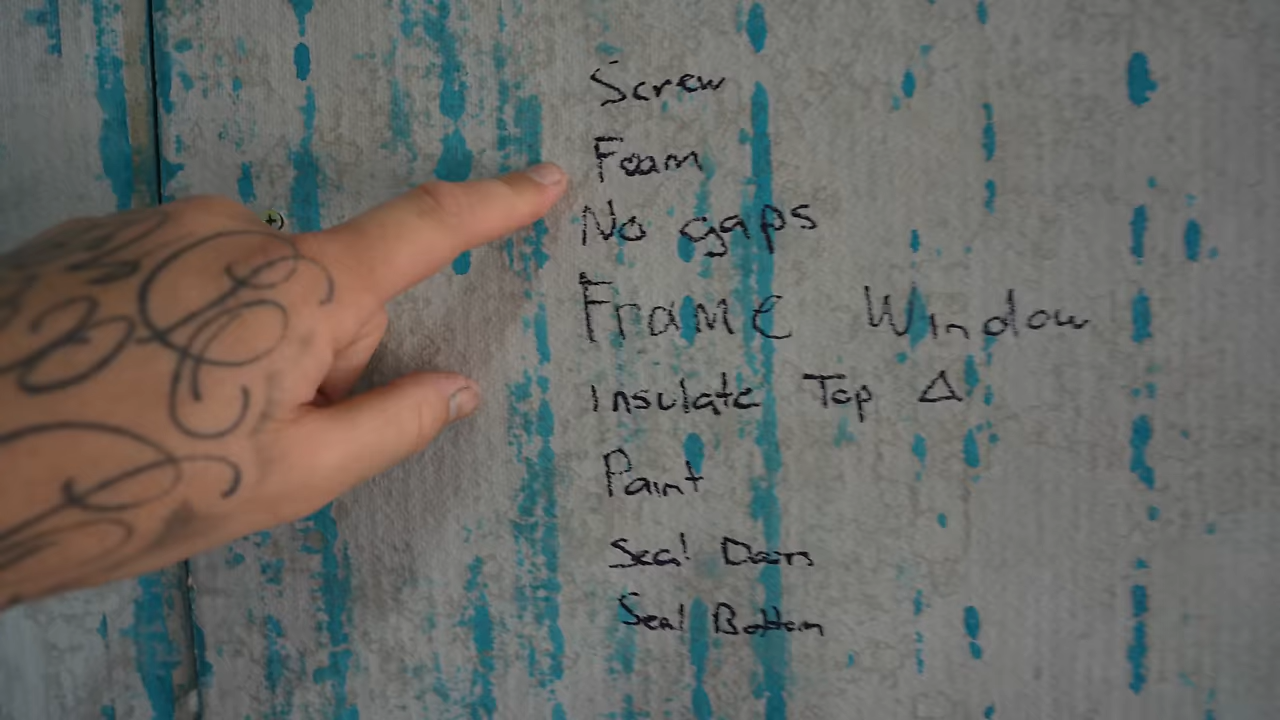 Screw
Foam
No gaps
Frame Window
Insulate Top Δ
Paint
Seal Doors
Seal Bottom